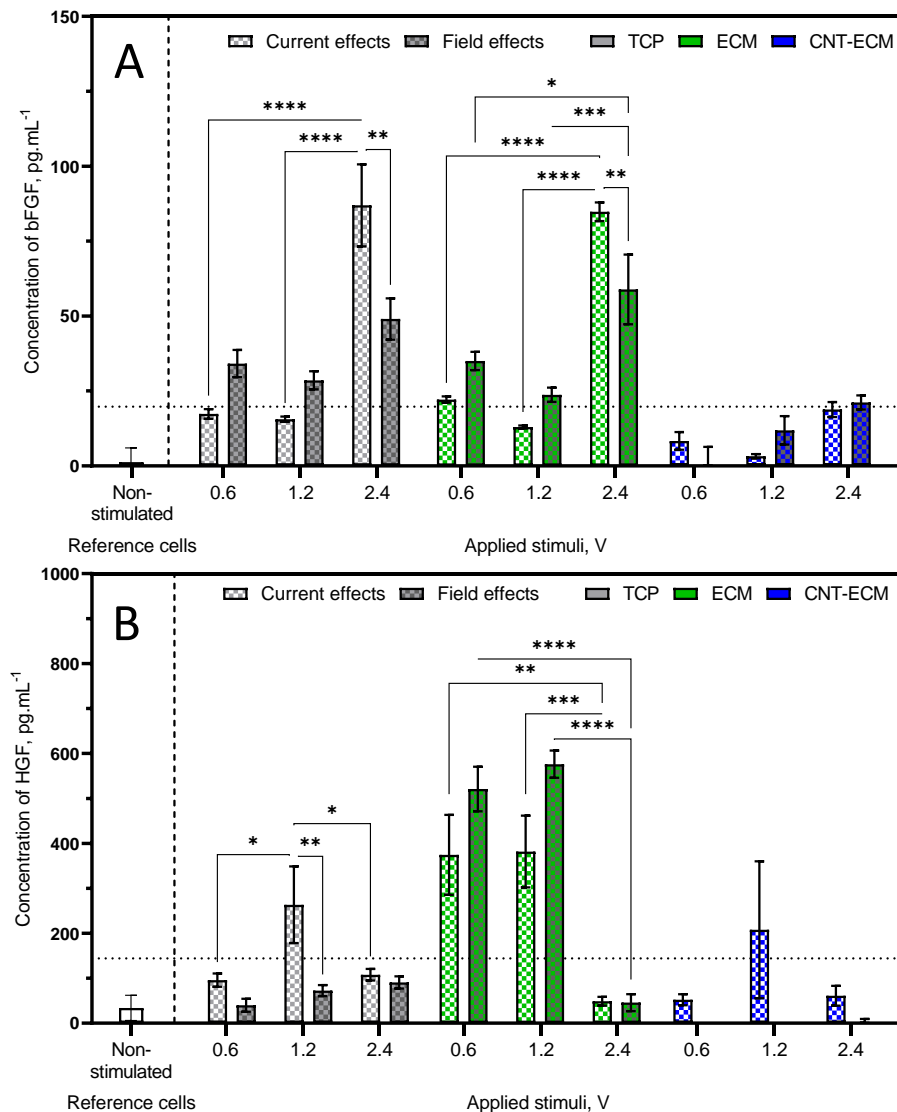 150
Current effects Field effects TCP ECM CNT-ECM
A
*
**** ***
**** ** ****
100
**** **
Concentration of bFGF, pg.mL-1
50
0
Non-
stimulated
0.6 1.2 2.4 0.6 1.2 2.4 0.6 1.2 2.4
Reference cells Applied stimuli, V
1000
Current effects Field effects TCP ECM CNT-ECM
B
800
****
**
***
****
600
Concentration of HGF, pg.mL-1
*
400
* **
200
0
Non-
stimulated
0.6 1.2 2.4 0.6 1.2 2.4 0.6 1.2 2.4
Reference cells Applied stimuli, V